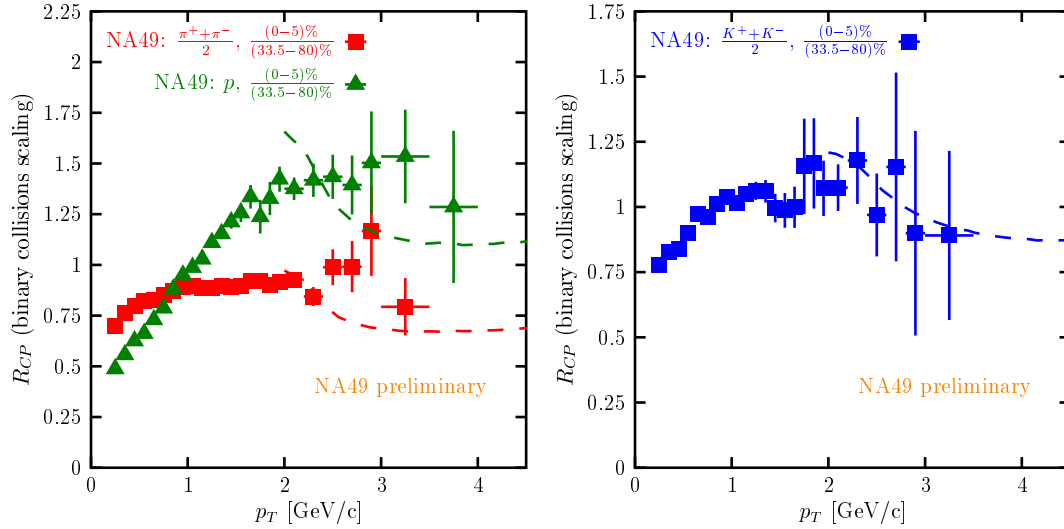 NA49: π⁺+π⁻/2, (0−5)%/(33.5−80)%
NA49: p, (0−5)%/(33.5−80)%
R_CP (binary collisions scaling)
2.25
2
1.75
1.5
1.25
1
0.75
0.5
0.25
0
NA49 preliminary
0 1 2 3 4
p_T [GeV/c]
NA49: K⁺+K⁻/2, (0−5)%/(33.5−80)%
R_CP (binary collisions scaling)
1.75
1.5
1.25
1
0.75
0.5
0.25
0
NA49 preliminary
0 1 2 3 4
p_T [GeV/c]